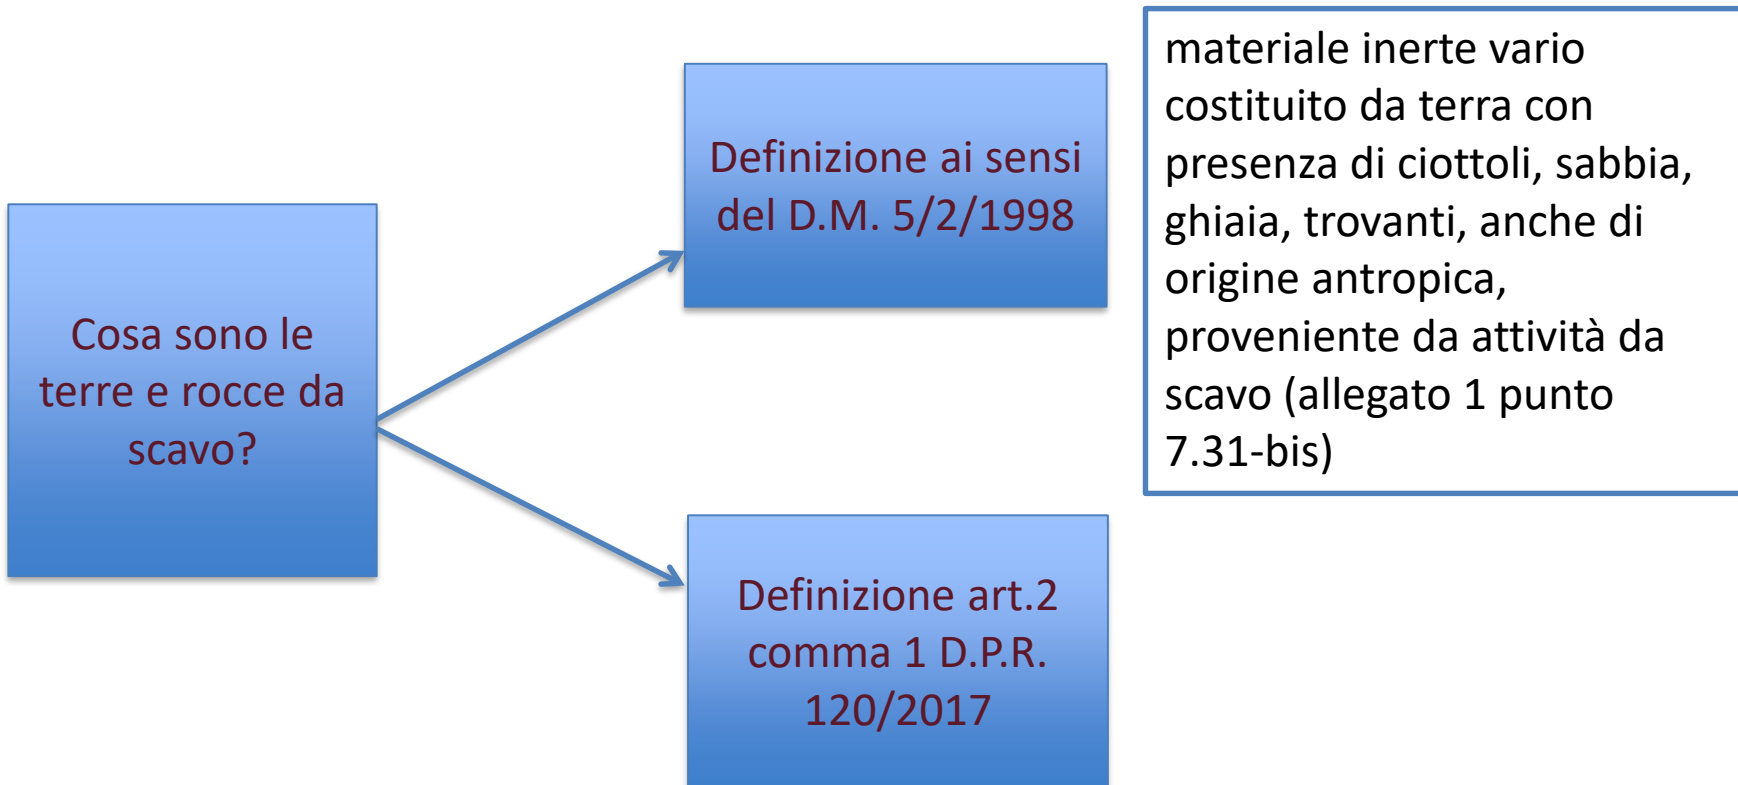 Cosa sono le
terre e rocce da
scavo?
Definizione ai sensi
del D.M. 5/2/1998
materiale inerte vario
costituito da terra con
presenza di ciottoli, sabbia,
ghiaia, trovanti, anche di
origine antropica,
proveniente da attività da
scavo (allegato 1 punto
7.31-bis)
Definizione art.2
comma 1 D.P.R.
120/2017